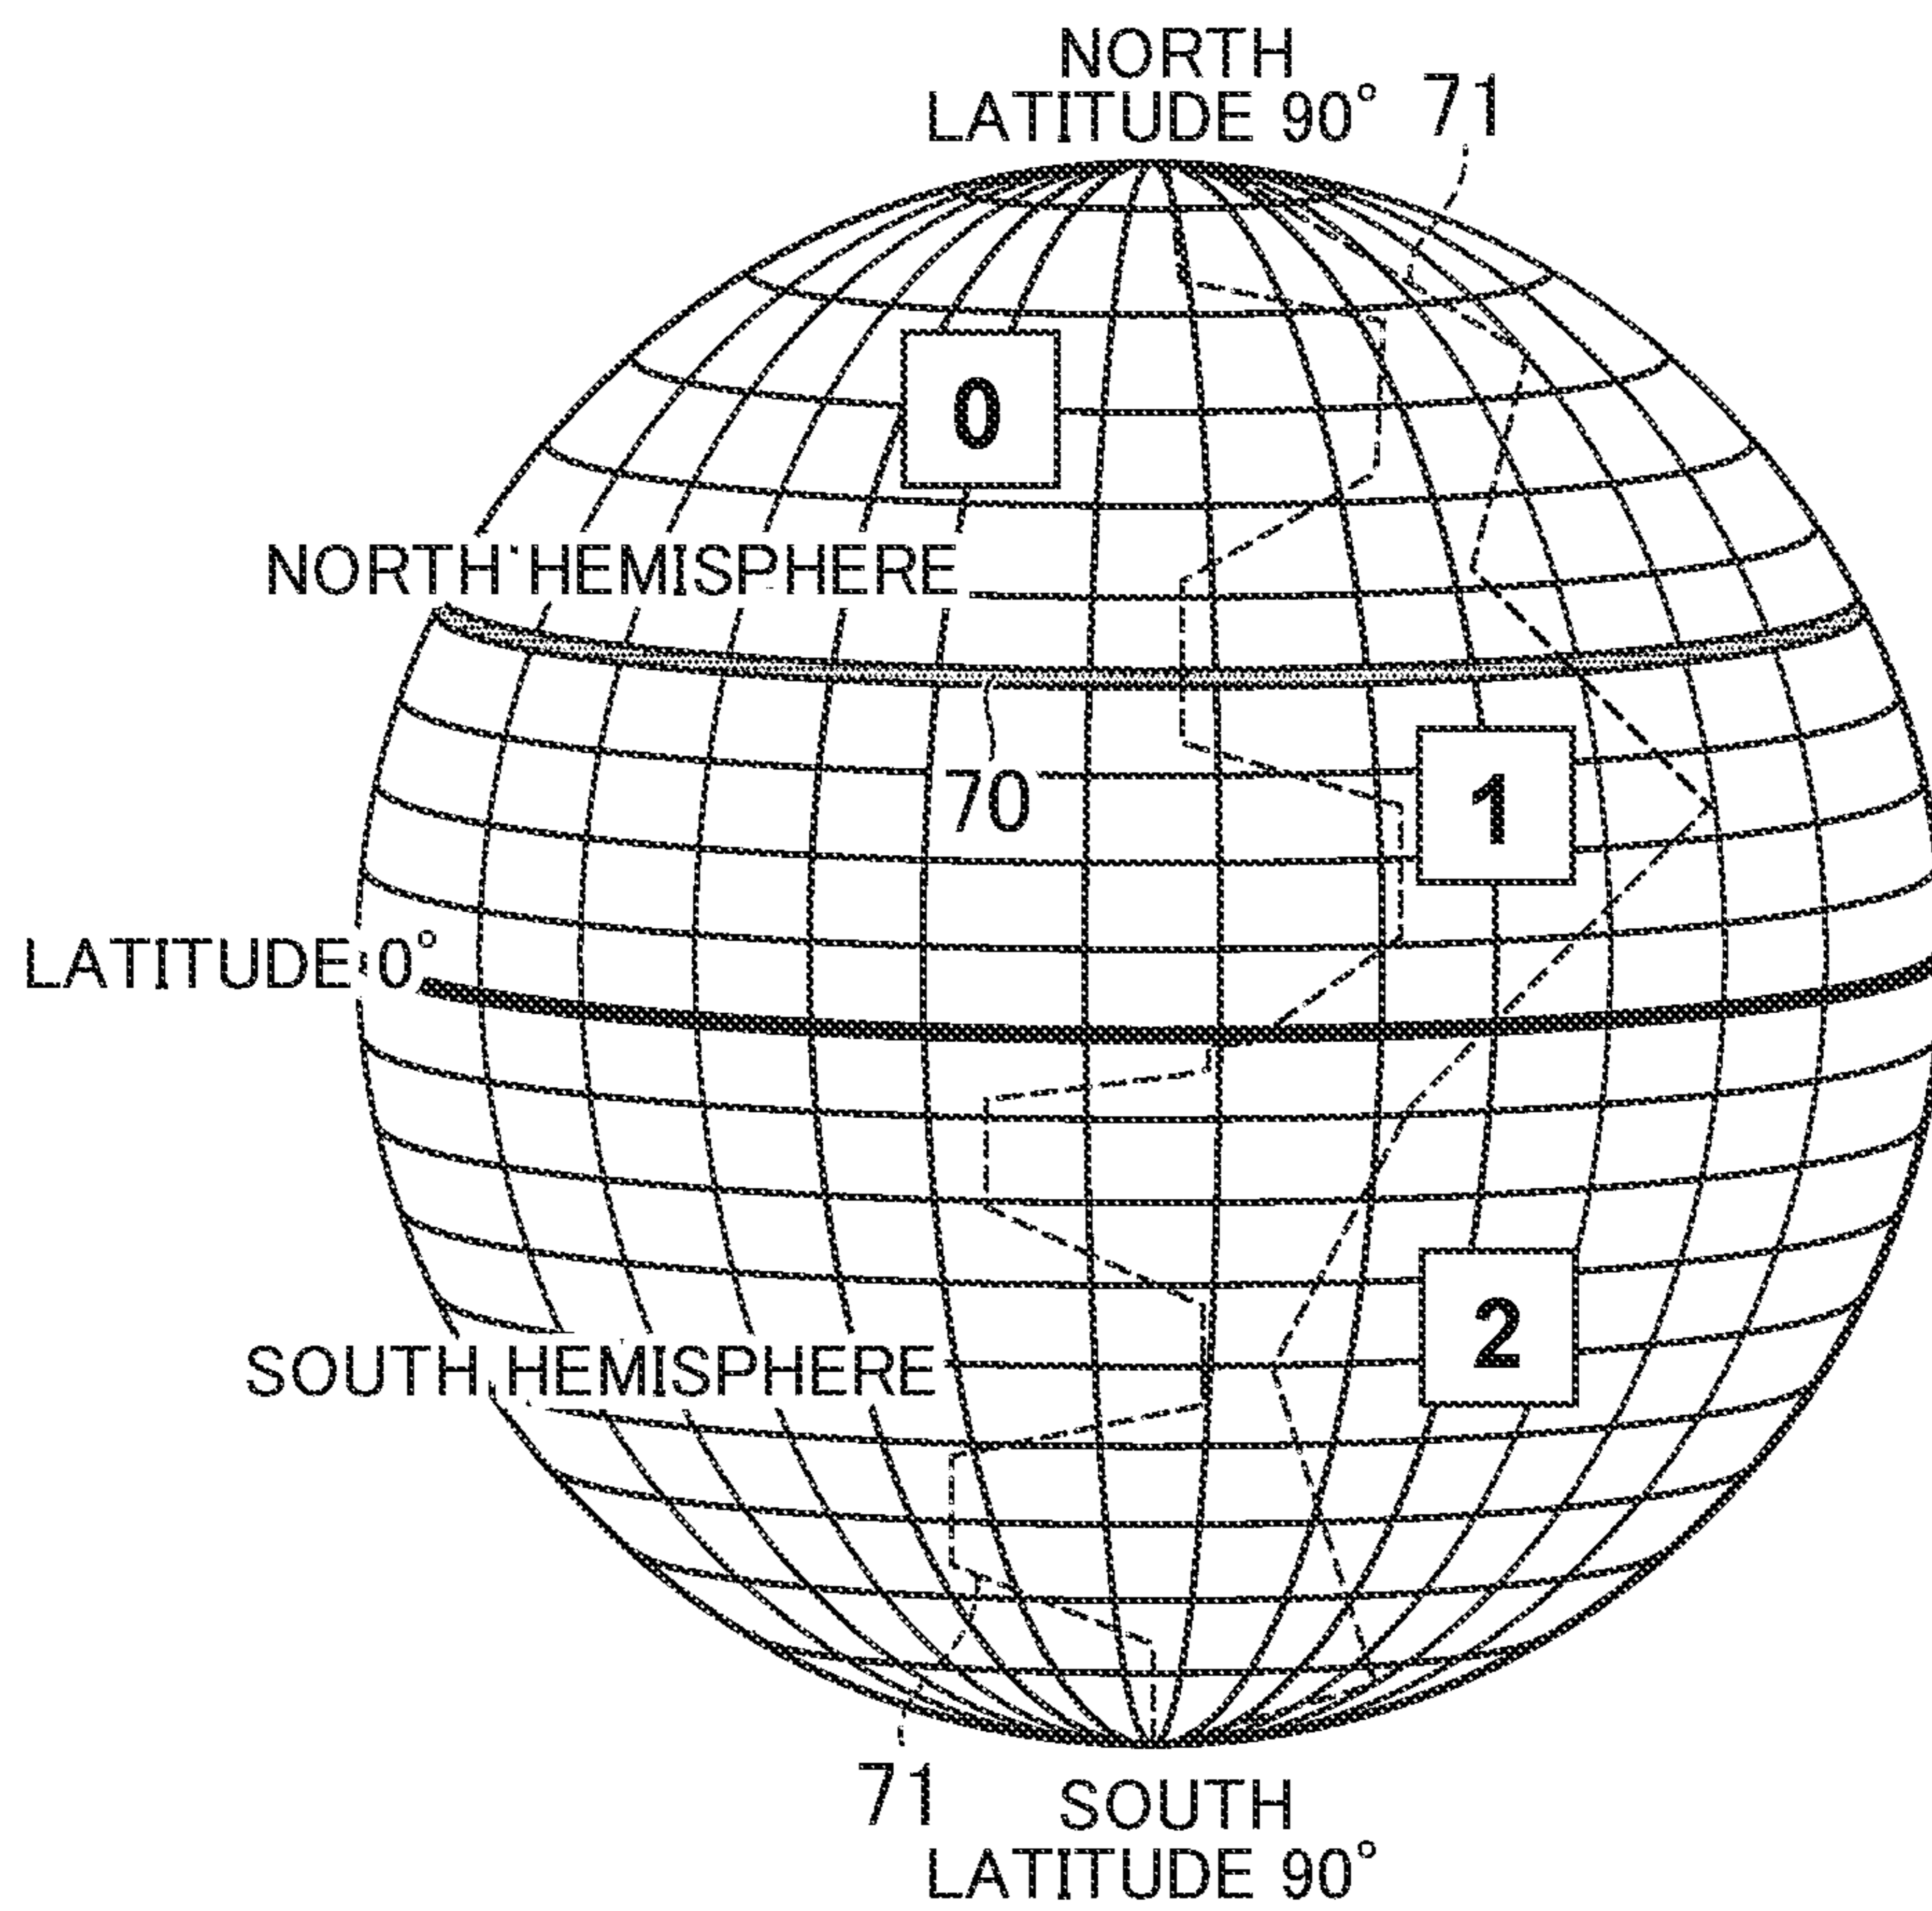 NORTH
LATITUDE 90°
71
0
NORTH HEMISPHERE
70
1
LATITUDE 0°
2
SOUTH HEMISPHERE
71
SOUTH
LATITUDE 90°